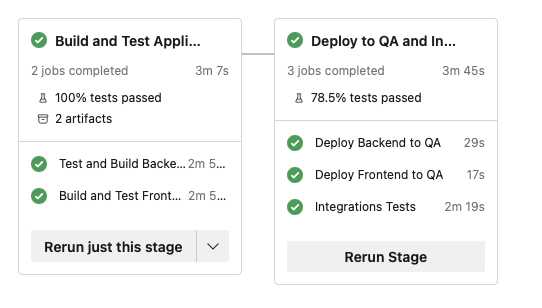 Build and Test Appli...
2 jobs completed 3m 7s
100% tests passed
2 artifacts
Test and Build Backe... 2m 5...
Build and Test Front... 2m 5...
Rerun just this stage
Deploy to QA and In...
3 jobs completed 3m 45s
78.5% tests passed
Deploy Backend to QA 29s
Deploy Frontend to QA 17s
Integrations Tests 2m 19s
Rerun Stage